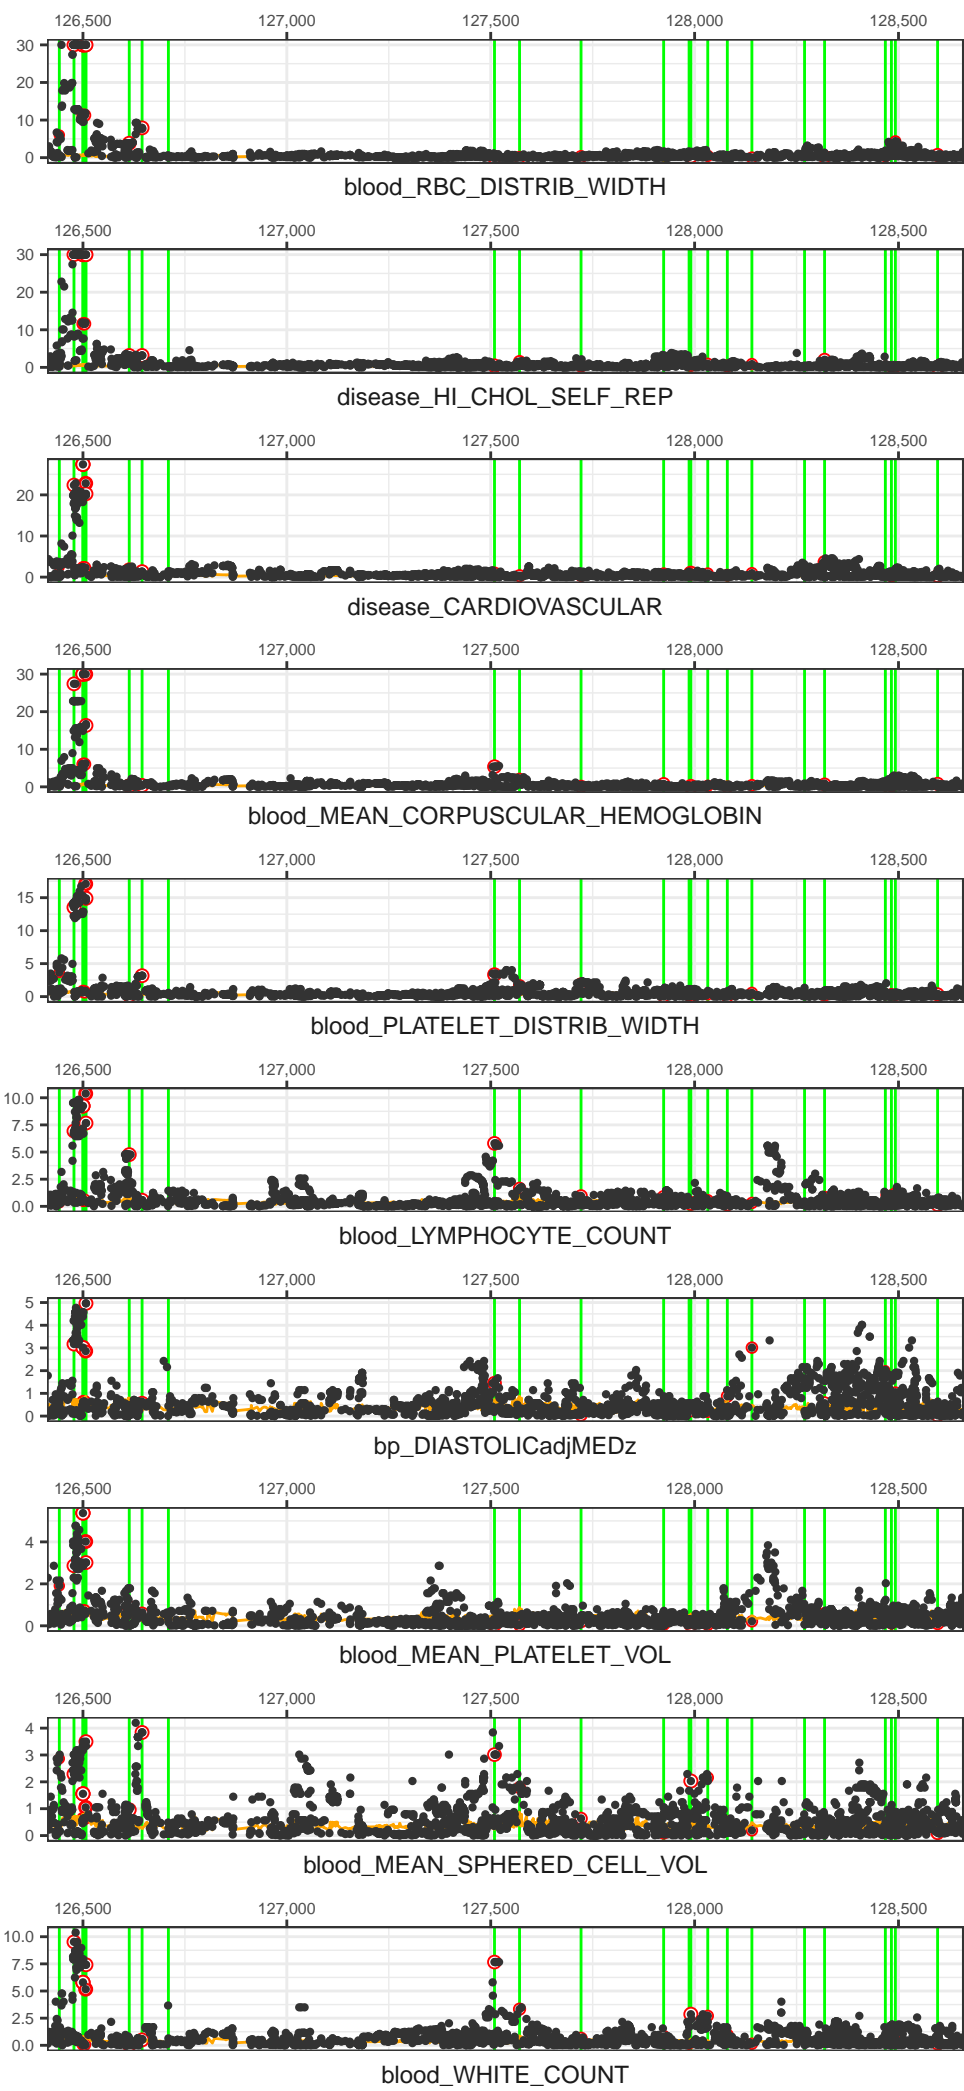 126,500 127,000 127,500 128,000 128,500
30
20
10
0
blood_RBC_DISTRIB_WIDTH
126,500 127,000 127,500 128,000 128,500
30
20
10
0
disease_HI_CHOL_SELF_REP
126,500 127,000 127,500 128,000 128,500
20
10
0
disease_CARDIOVASCULAR
126,500 127,000 127,500 128,000 128,500
30
20
10
0
blood_MEAN_CORPUSCULAR_HEMOGLOBIN
126,500 127,000 127,500 128,000 128,500
15
10
5
0
blood_PLATELET_DISTRIB_WIDTH
126,500 127,000 127,500 128,000 128,500
10.0
7.5
5.0
2.5
0.0
blood_LYMPHOCYTE_COUNT
126,500 127,000 127,500 128,000 128,500
5
4
3
2
1
0
bp_DIASTOLICadjMEDz
126,500 127,000 127,500 128,000 128,500
4
2
0
blood_MEAN_PLATELET_VOL
126,500 127,000 127,500 128,000 128,500
4
3
2
1
0
blood_MEAN_SPHERED_CELL_VOL
126,500 127,000 127,500 128,000 128,500
10.0
7.5
5.0
2.5
0.0
blood_WHITE_COUNT